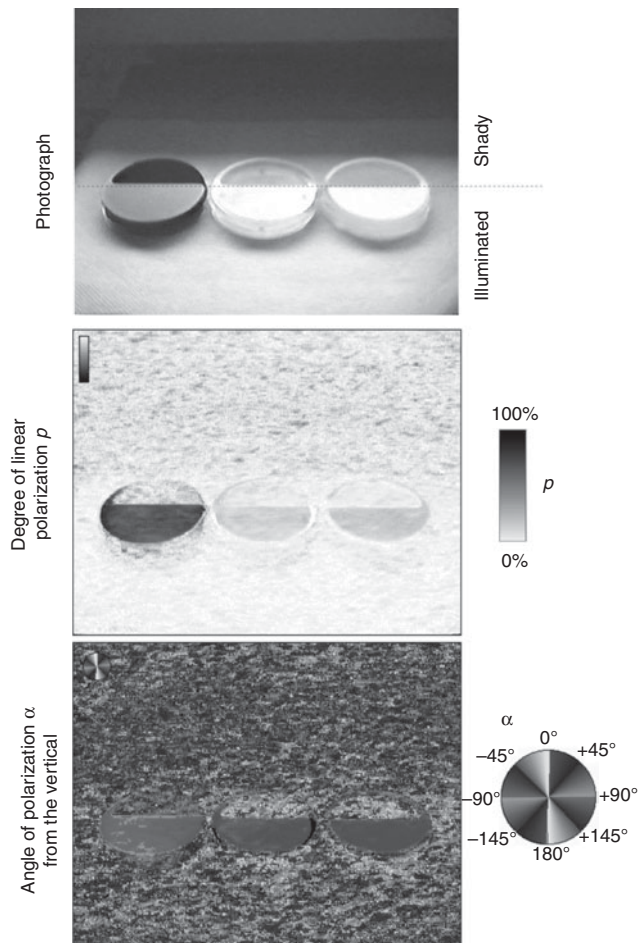 Photograph
Shady
Illuminated
Degree of linear
polarization p
100%
p
0%
Angle of polarization α
from the vertical
α
0°
−45°
+45°
−90°
+90°
−145°
+145°
180°